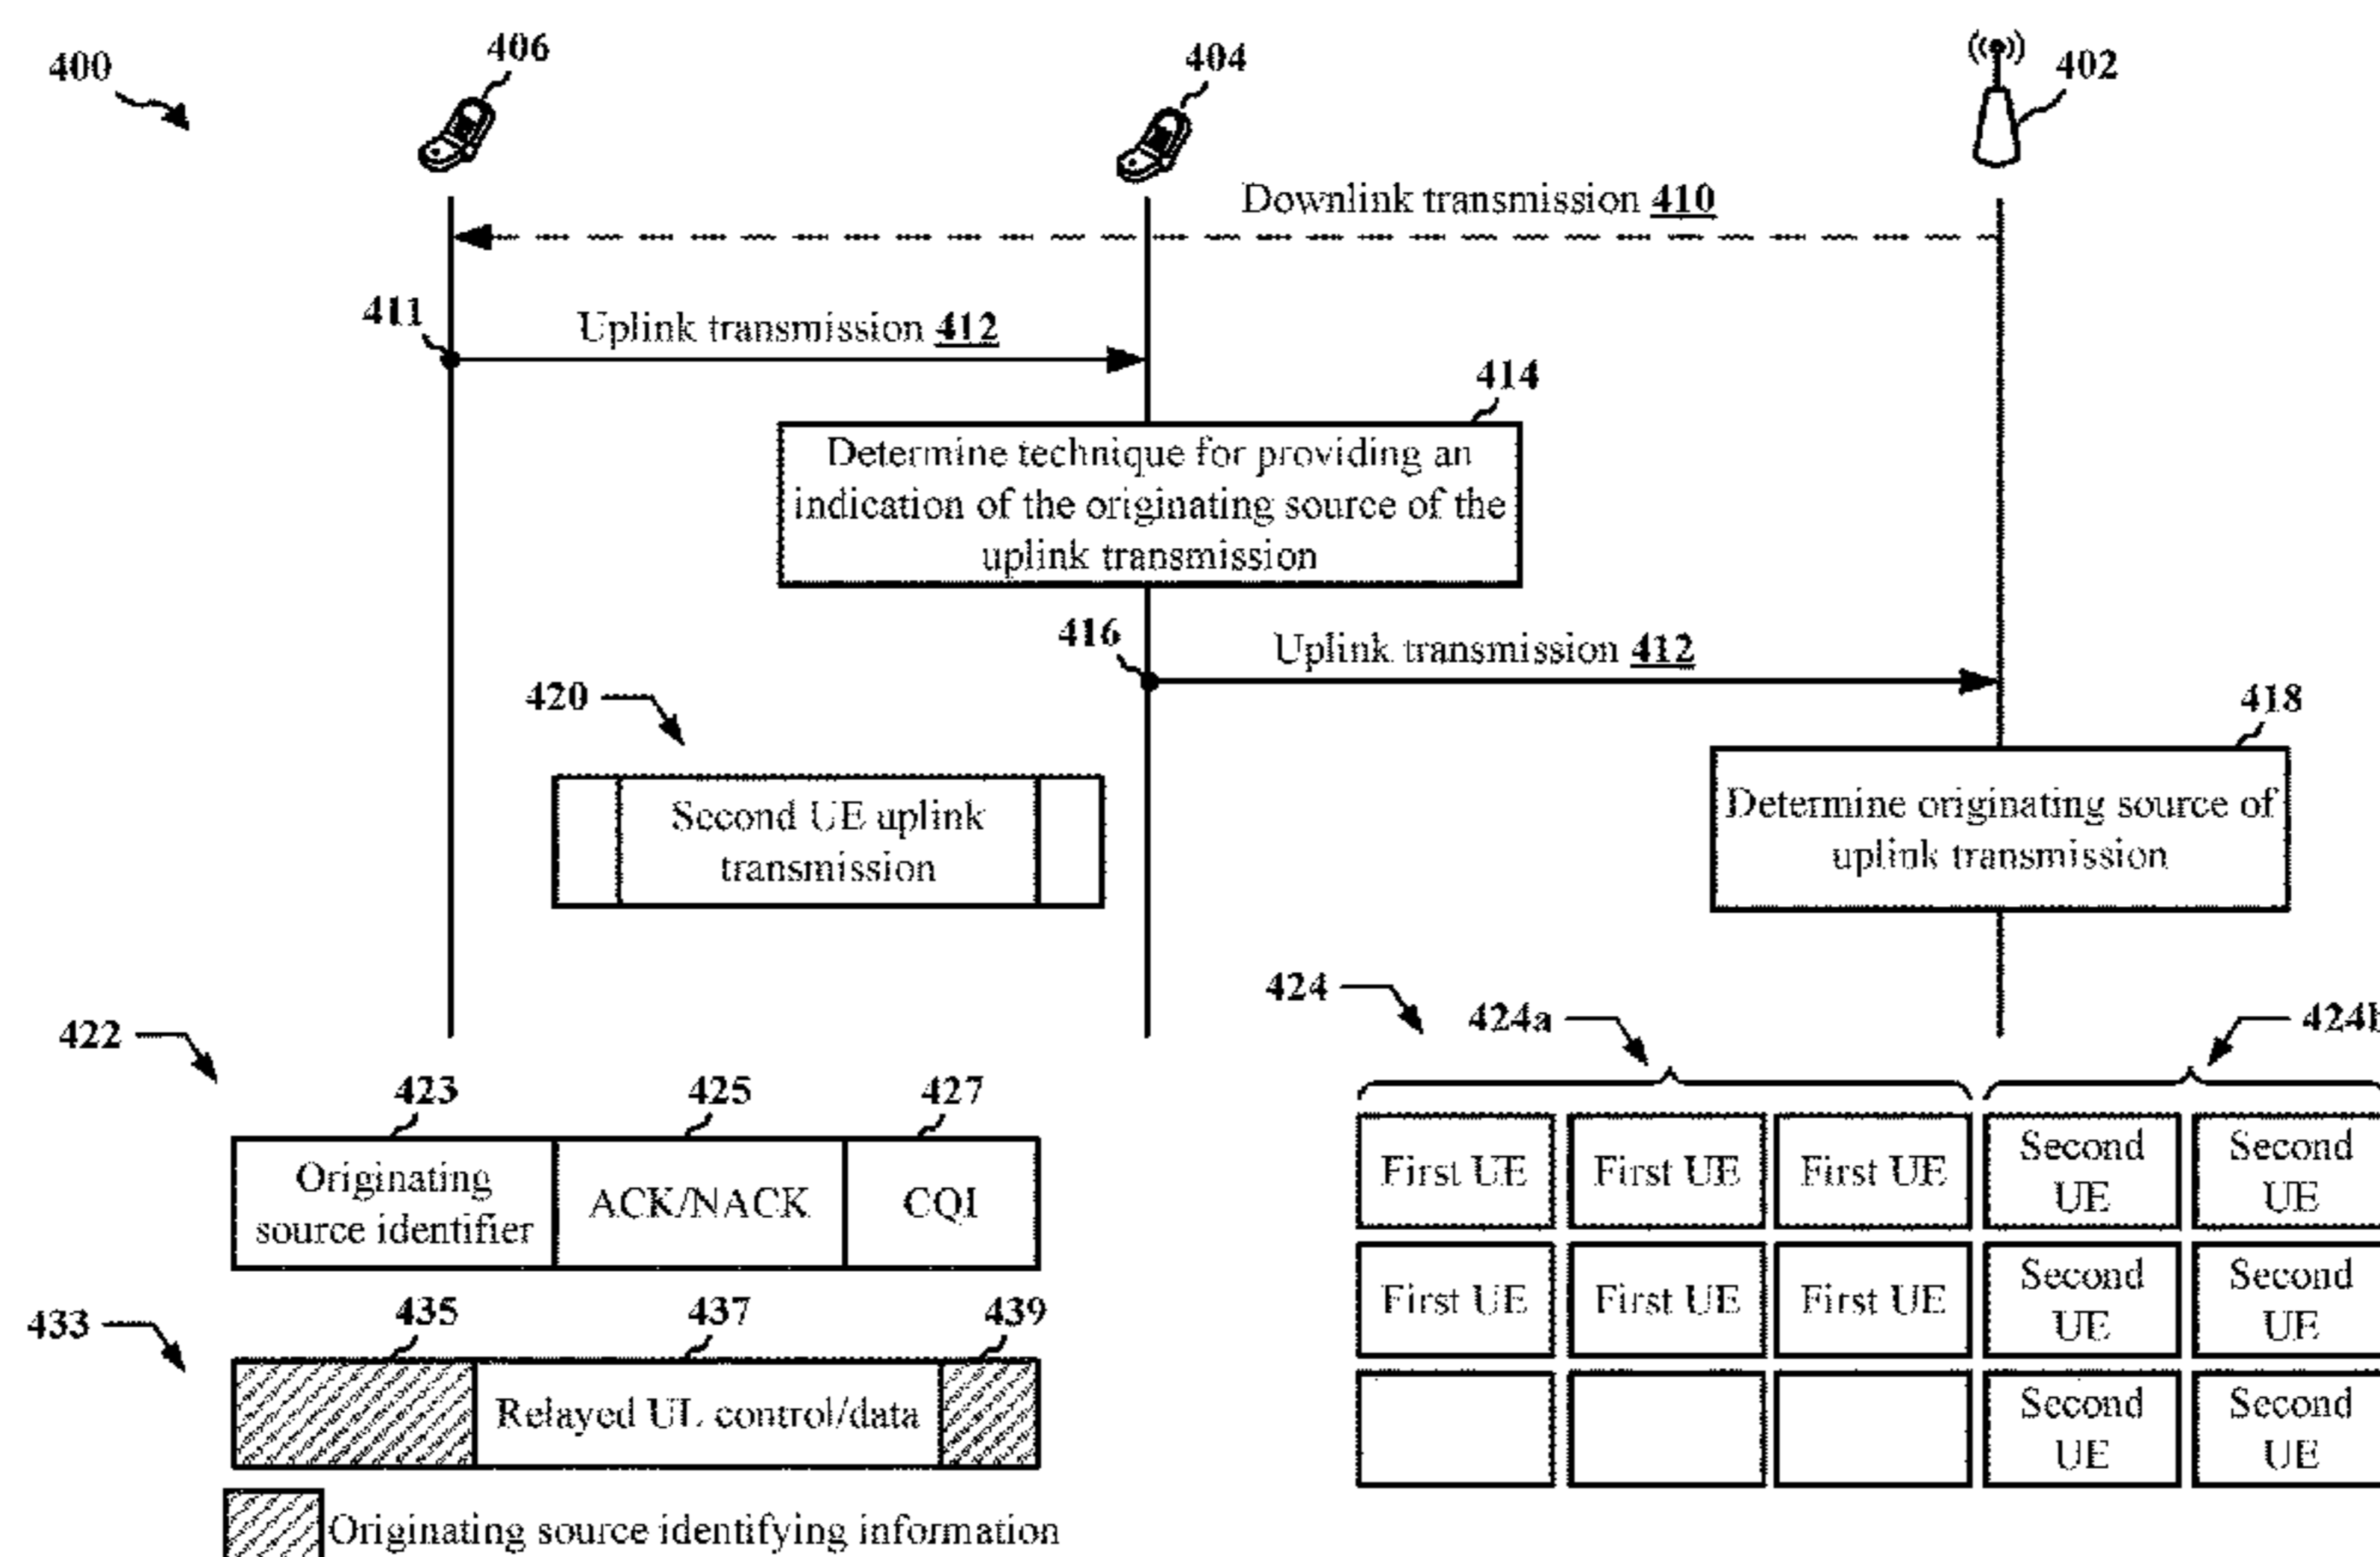 400
406
404
402
Downlink transmission 410
411
Uplink transmission 412
414
Determine technique for providing an
indication of the originating source of the
uplink transmission
416
Uplink transmission 412
420
418
Second UE uplink
transmission
Determine originating source of
uplink transmission
424
424a
424b
422
423
425
427
Originating
source identifier
ACK/NACK
CQI
First UE
First UE
First UE
Second
UE
Second
UE
First UE
First UE
First UE
Second
UE
Second
UE
Second
UE
Second
UE
433
435
437
439
Relayed UL control/data
Originating source identifying information